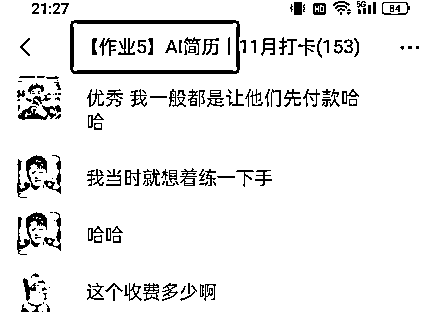 21:27 HD 5G 84
【作业5】AI简历 | 11月打卡(153)
优秀 我一般都是让他们先付款哈
哈
我当时就想着练一下手
哈哈
这个收费多少啊